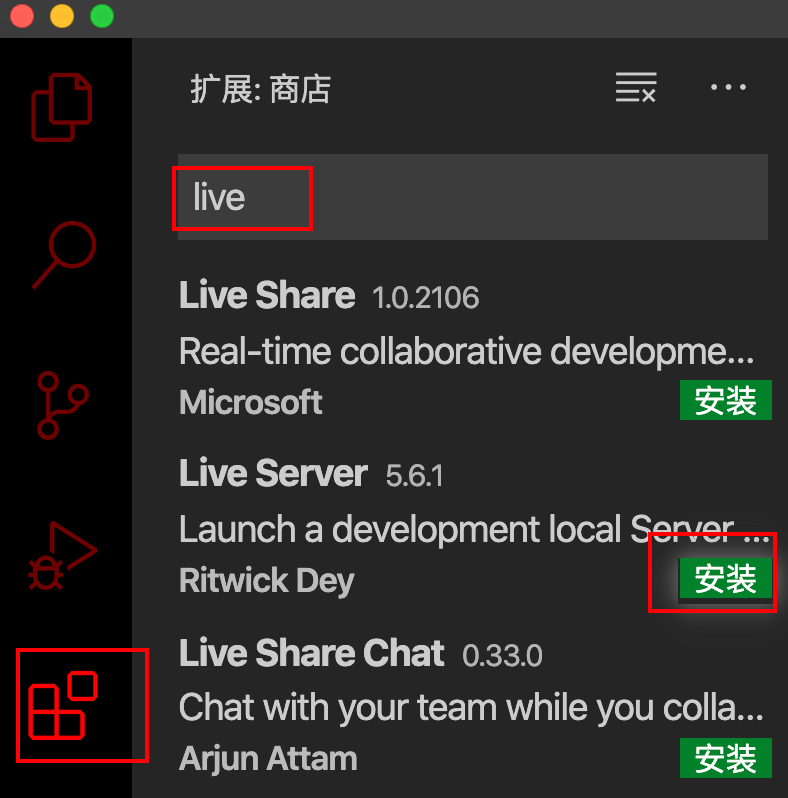 扩展: 商店
live
Live Share 1.0.2106
Real-time collaborative developme...
Microsoft 安装
Live Server 5.6.1
Launch a development local Server ...
Ritwick Dey 安装
Live Share Chat 0.33.0
Chat with your team while you colla...
Arjun Attam 安装